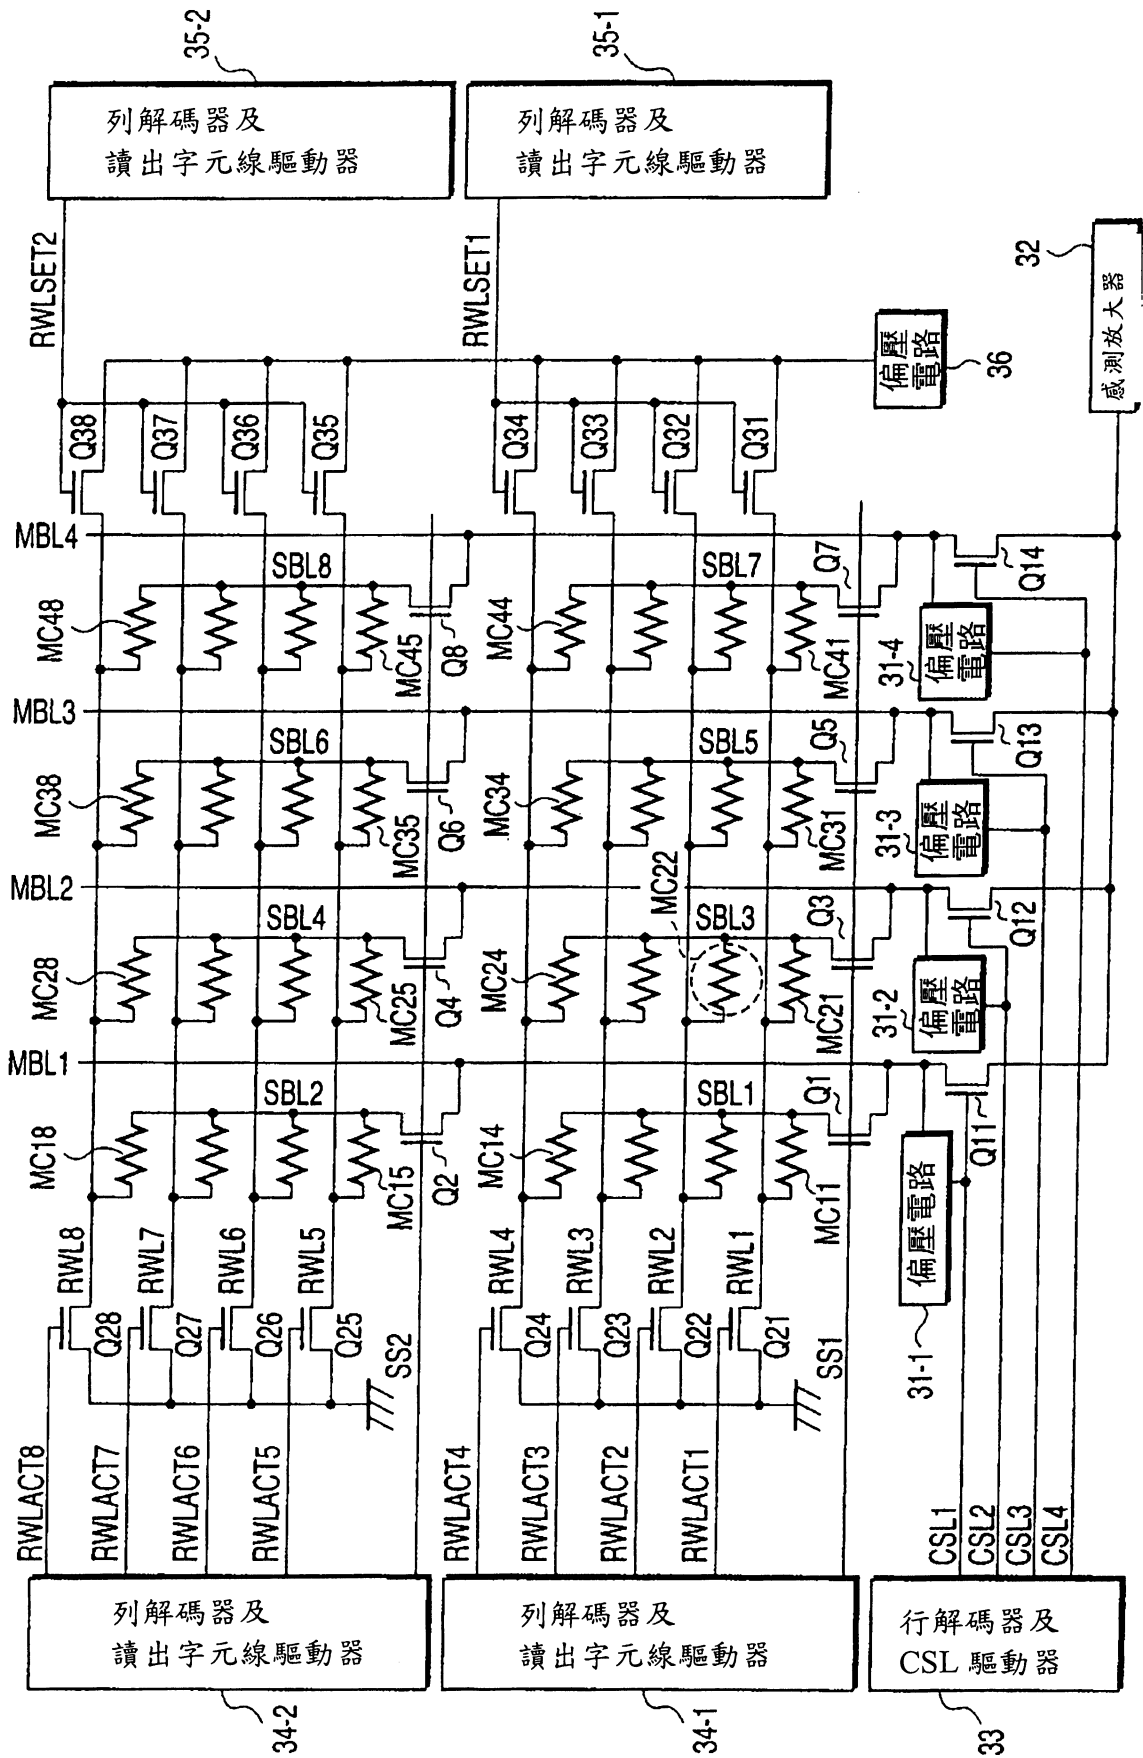 35-2
35-1
列解碼器及
讀出字元線驅動器
列解碼器及
讀出字元線驅動器
RWLSET2
RWLSET1
32
感測放大器
偏壓
電路
36
Q38
Q37
Q36
Q35
Q34
Q33
Q32
Q31
MBL4
MC48
SBL8
MC45
Q8
MC44
SBL7
MC41
Q7
31-4
偏壓
電路
Q14
MBL3
MC38
SBL6
MC35
Q6
MC34
SBL5
MC31
Q5
31-3
偏壓
電路
Q13
MBL2
MC28
SBL4
MC25
Q4
MC24
MC22
SBL3
MC21
Q3
31-2
偏壓
電路
Q12
MBL1
MC18
SBL2
MC15
Q2
MC14
SBL1
MC11
Q1
31-1
偏壓電路
Q11
RWL8
RWL7
RWL6
RWL5
RWL4
RWL3
RWL2
RWL1
Q28
Q27
Q26
Q25
SS2
Q24
Q23
Q22
Q21
SS1
RWLACT8
RWLACT7
RWLACT6
RWLACT5
RWLACT4
RWLACT3
RWLACT2
RWLACT1
CSL1
CSL2
CSL3
CSL4
列解碼器及
讀出字元線驅動器
34-2
列解碼器及
讀出字元線驅動器
34-1
行解碼器及
CSL 驅動器
33